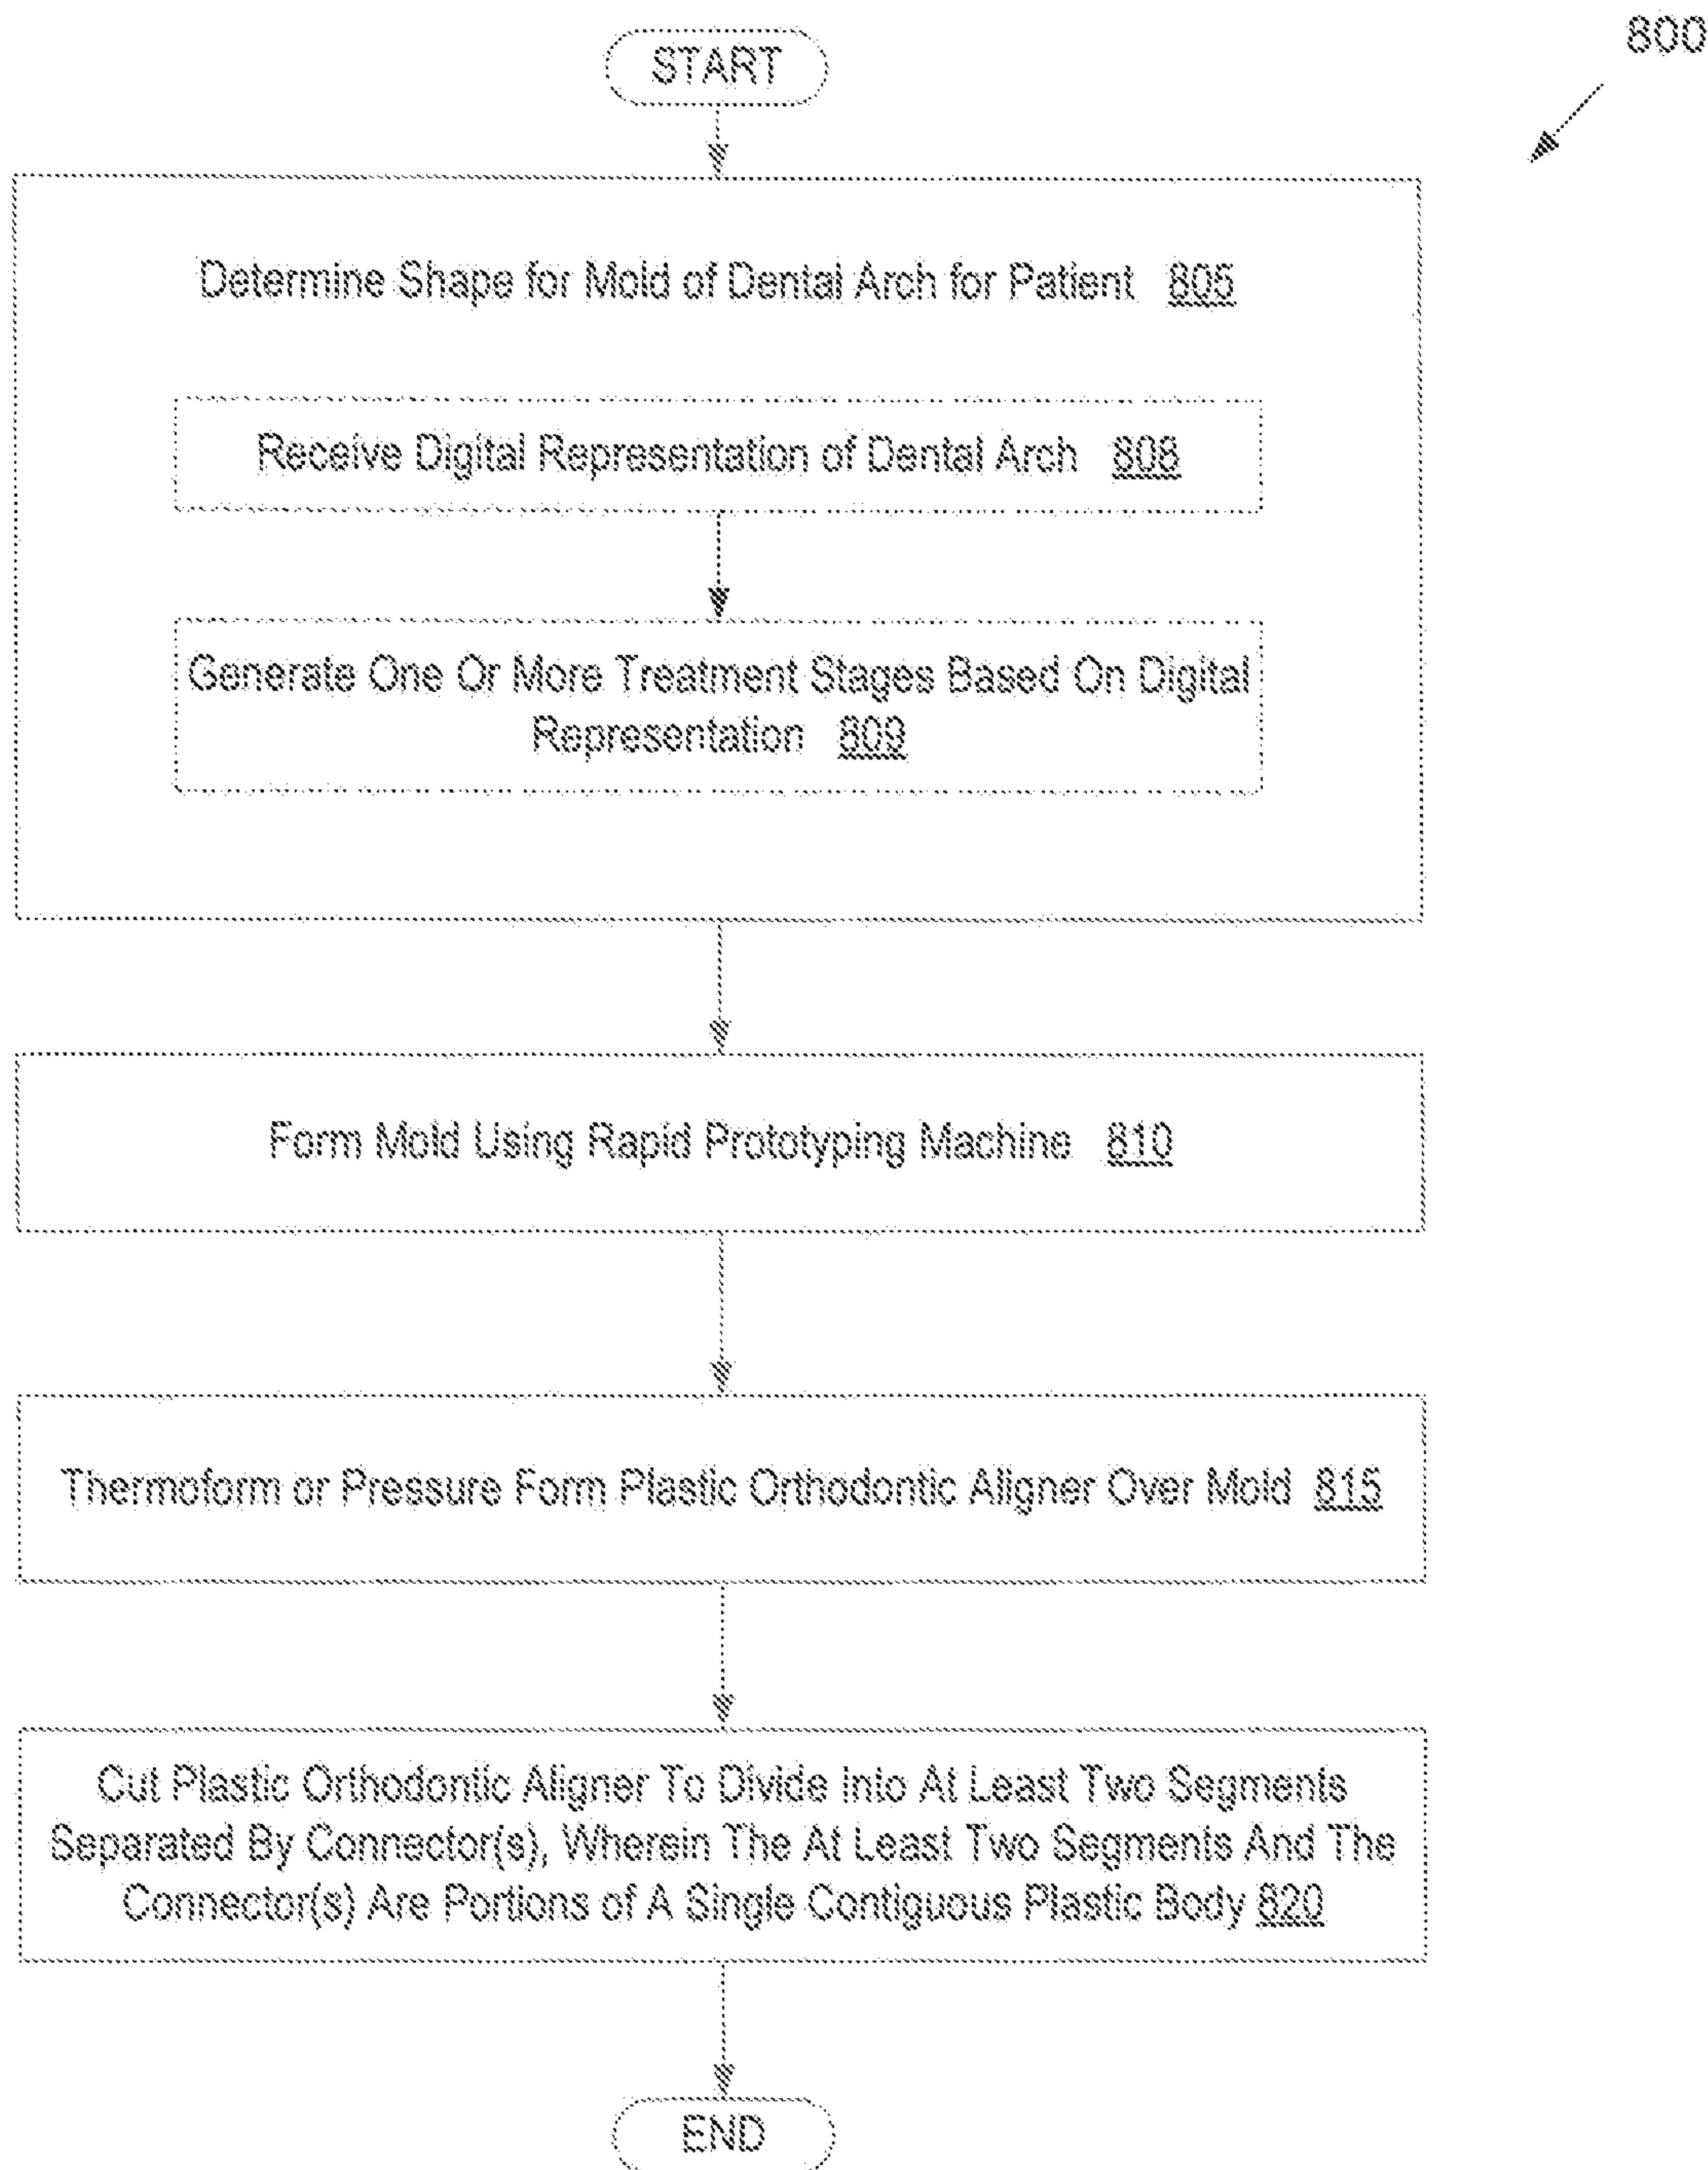 800
START
Determine Shape for Mold of Dental Arch for Patient 805
Receive Digital Representation of Dental Arch 808
Generate One Or More Treatment Stages Based On Digital
Representation 809
Form Mold Using Rapid Prototyping Machine 810
Thermoform or Pressure Form Plastic Orthodontic Aligner Over Mold 815
Cut Plastic Orthodontic Aligner To Divide into At Least Two Segments
Separated By Connector(s), Wherein The At Least Two Segments And The
Connector(s) Are Portions of A Single Contiguous Plastic Body 820
END